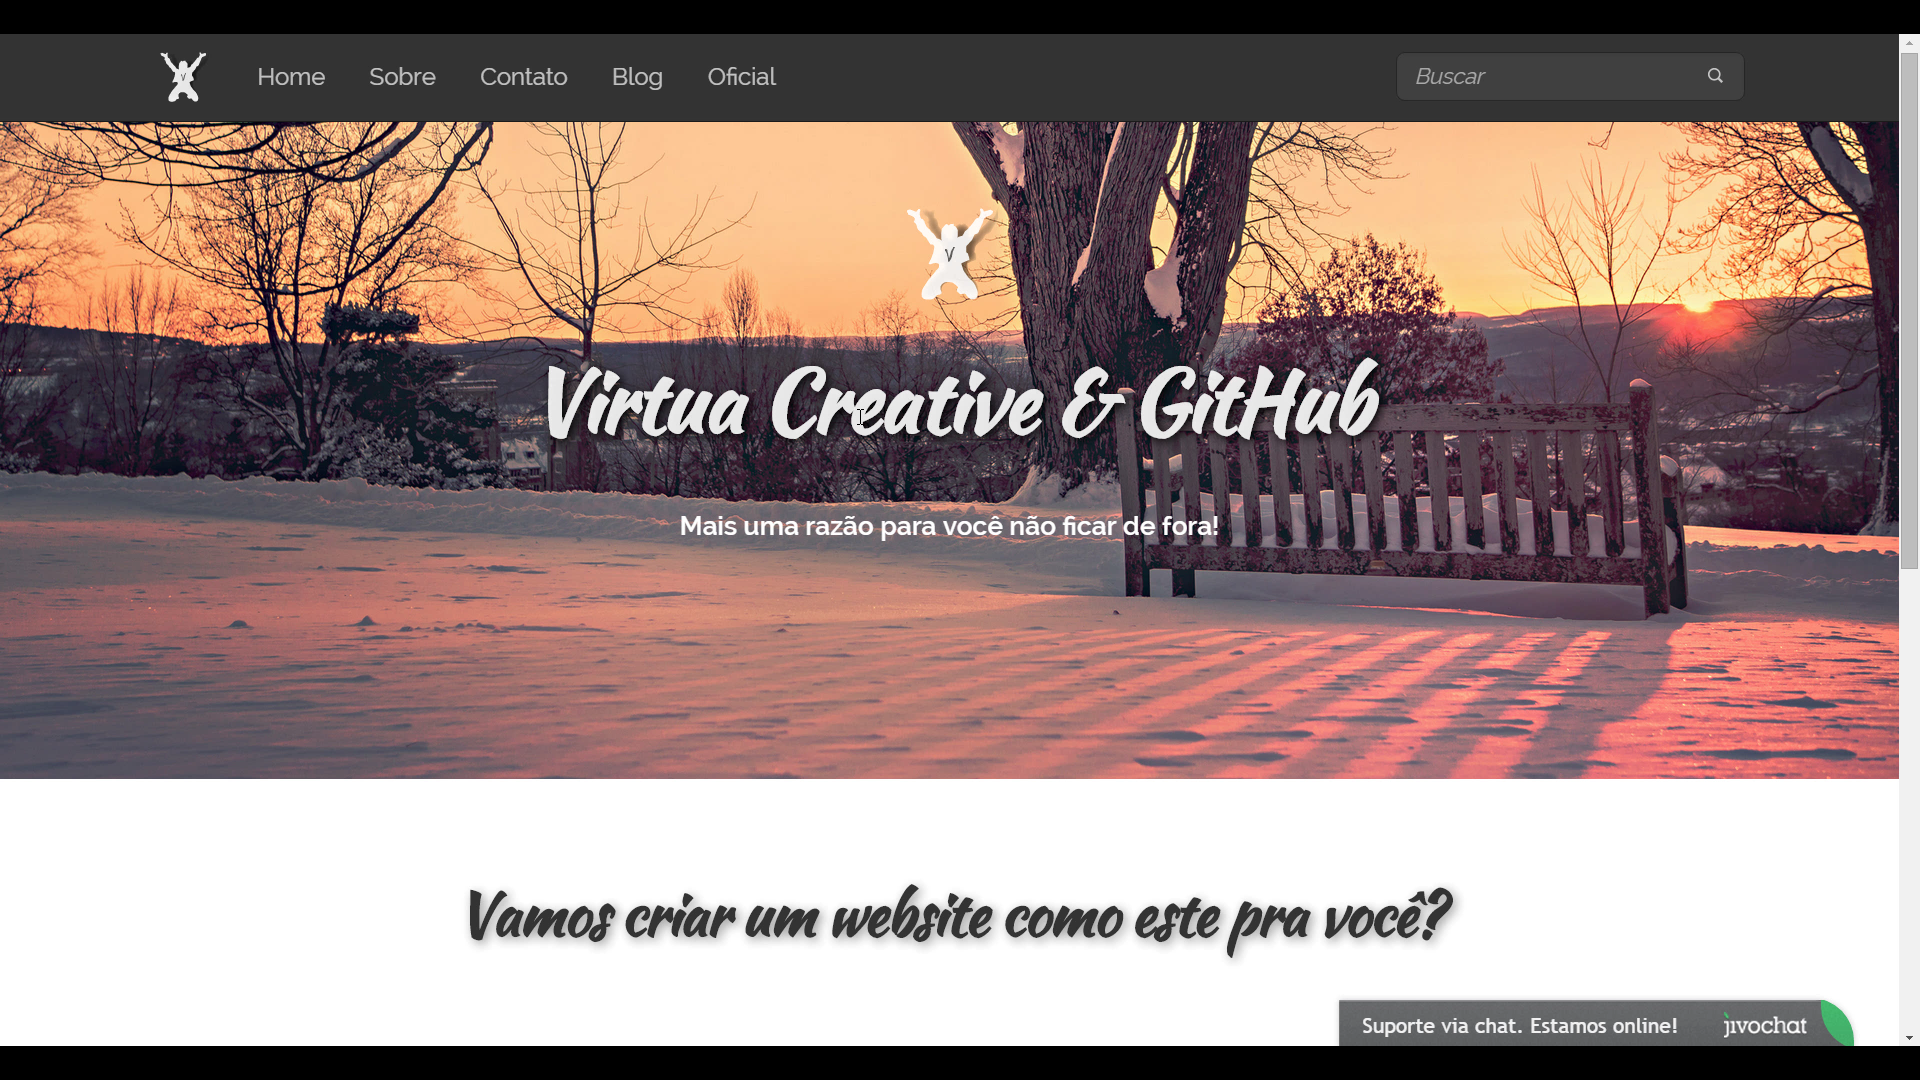 Home Sobre Contato Blog Oficial Buscar
V
Virtua Creative & GitHub
Mais uma razão para você não ficar de fora!
Vamos criar um website como este pra você?
Suporte via chat. Estamos online! jivochat